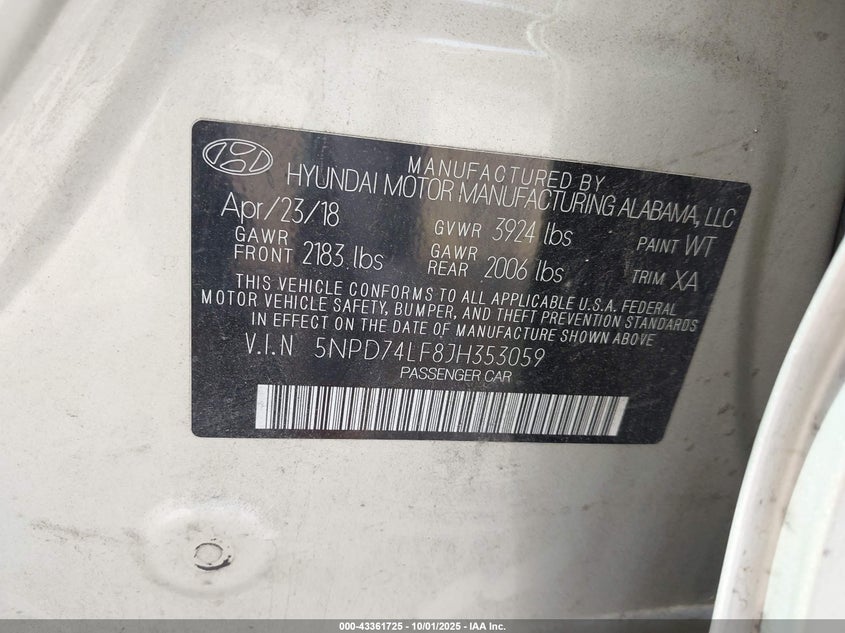 MANUFACTURED BY
HYUNDAI MOTOR MANUFACTURING ALABAMA, LLC
Apr/23/18 GVWR 3924 lbs PAINT WT
GAWR FRONT 2183 lbs GAWR REAR 2006 lbs TRIM XA
THIS VEHICLE CONFORMS TO ALL APPLICABLE U.S.A. FEDERAL
MOTOR VEHICLE SAFETY, BUMPER, AND THEFT PREVENTION STANDARDS
IN EFFECT ON THE DATE OF MANUFACTURE SHOWN ABOVE
V.I.N 5NPD74LF8JH353059
PASSENGER CAR
000-43361725 - 10/01/2025 - IAA Inc.